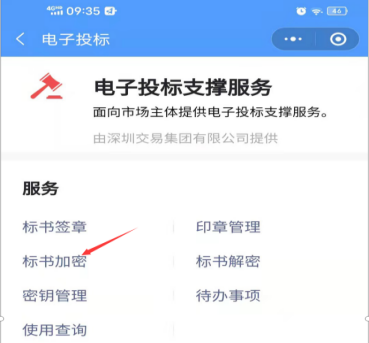 4G 09:35 86
电子投标
电子投标支撑服务
面向市场主体提供电子投标支撑服务。
由深圳交易集团有限公司提供
服务
标书签章 印章管理
标书加密 标书解密
密钥管理 待办事项
使用查询